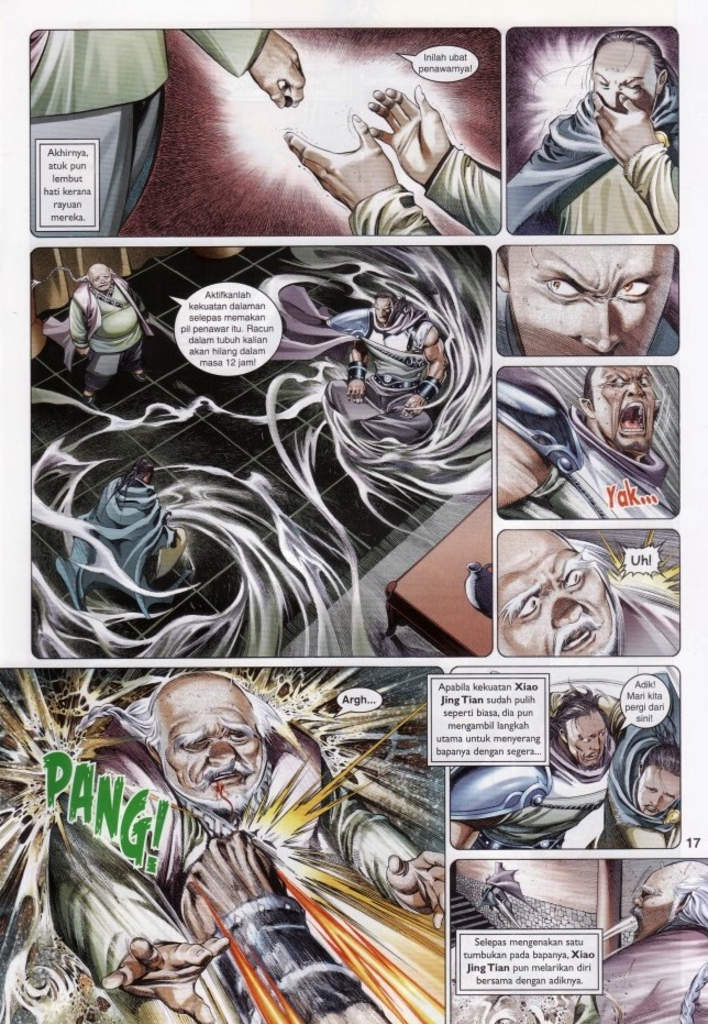 Inilah ubat
penawarnya!
Akhirnya,
atuk pun
lembut
hati kerana
rayuan
mereka.
Aktifkanlah
kekuatan dalaman
selepas memakan
pil penawar itu. Racun
dalam tubuh kalian
akan hilang dalam
masa 12 jam!
Yak...
Uh!
Argh...
PANG!
Apabila kekuatan Xiao
Jing Tian sudah pulih
seperti biasa, dia pun
mengambil langkah
utama untuk menyerang
bapanya dengan segera...
Adik!
Mari kita
pergi dari
sini!
17
Selepas mengenakan satu
tumbukan pada bapanya, Xiao
Jing Tian pun melarikan diri
bersama dengan adiknya.